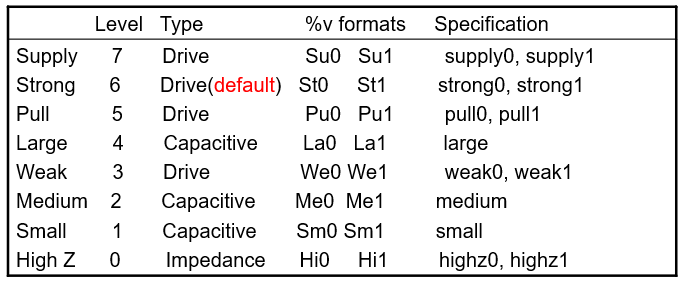 Level Type %v formats Specification
Supply 7 Drive Su0 Su1 supply0, supply1
Strong 6 Drive(default) St0 St1 strong0, strong1
Pull 5 Drive Pu0 Pu1 pull0, pull1
Large 4 Capacitive La0 La1 large
Weak 3 Drive We0 We1 weak0, weak1
Medium 2 Capacitive Me0 Me1 medium
Small 1 Capacitive Sm0 Sm1 small
High Z 0 Impedance Hi0 Hi1 highz0, highz1